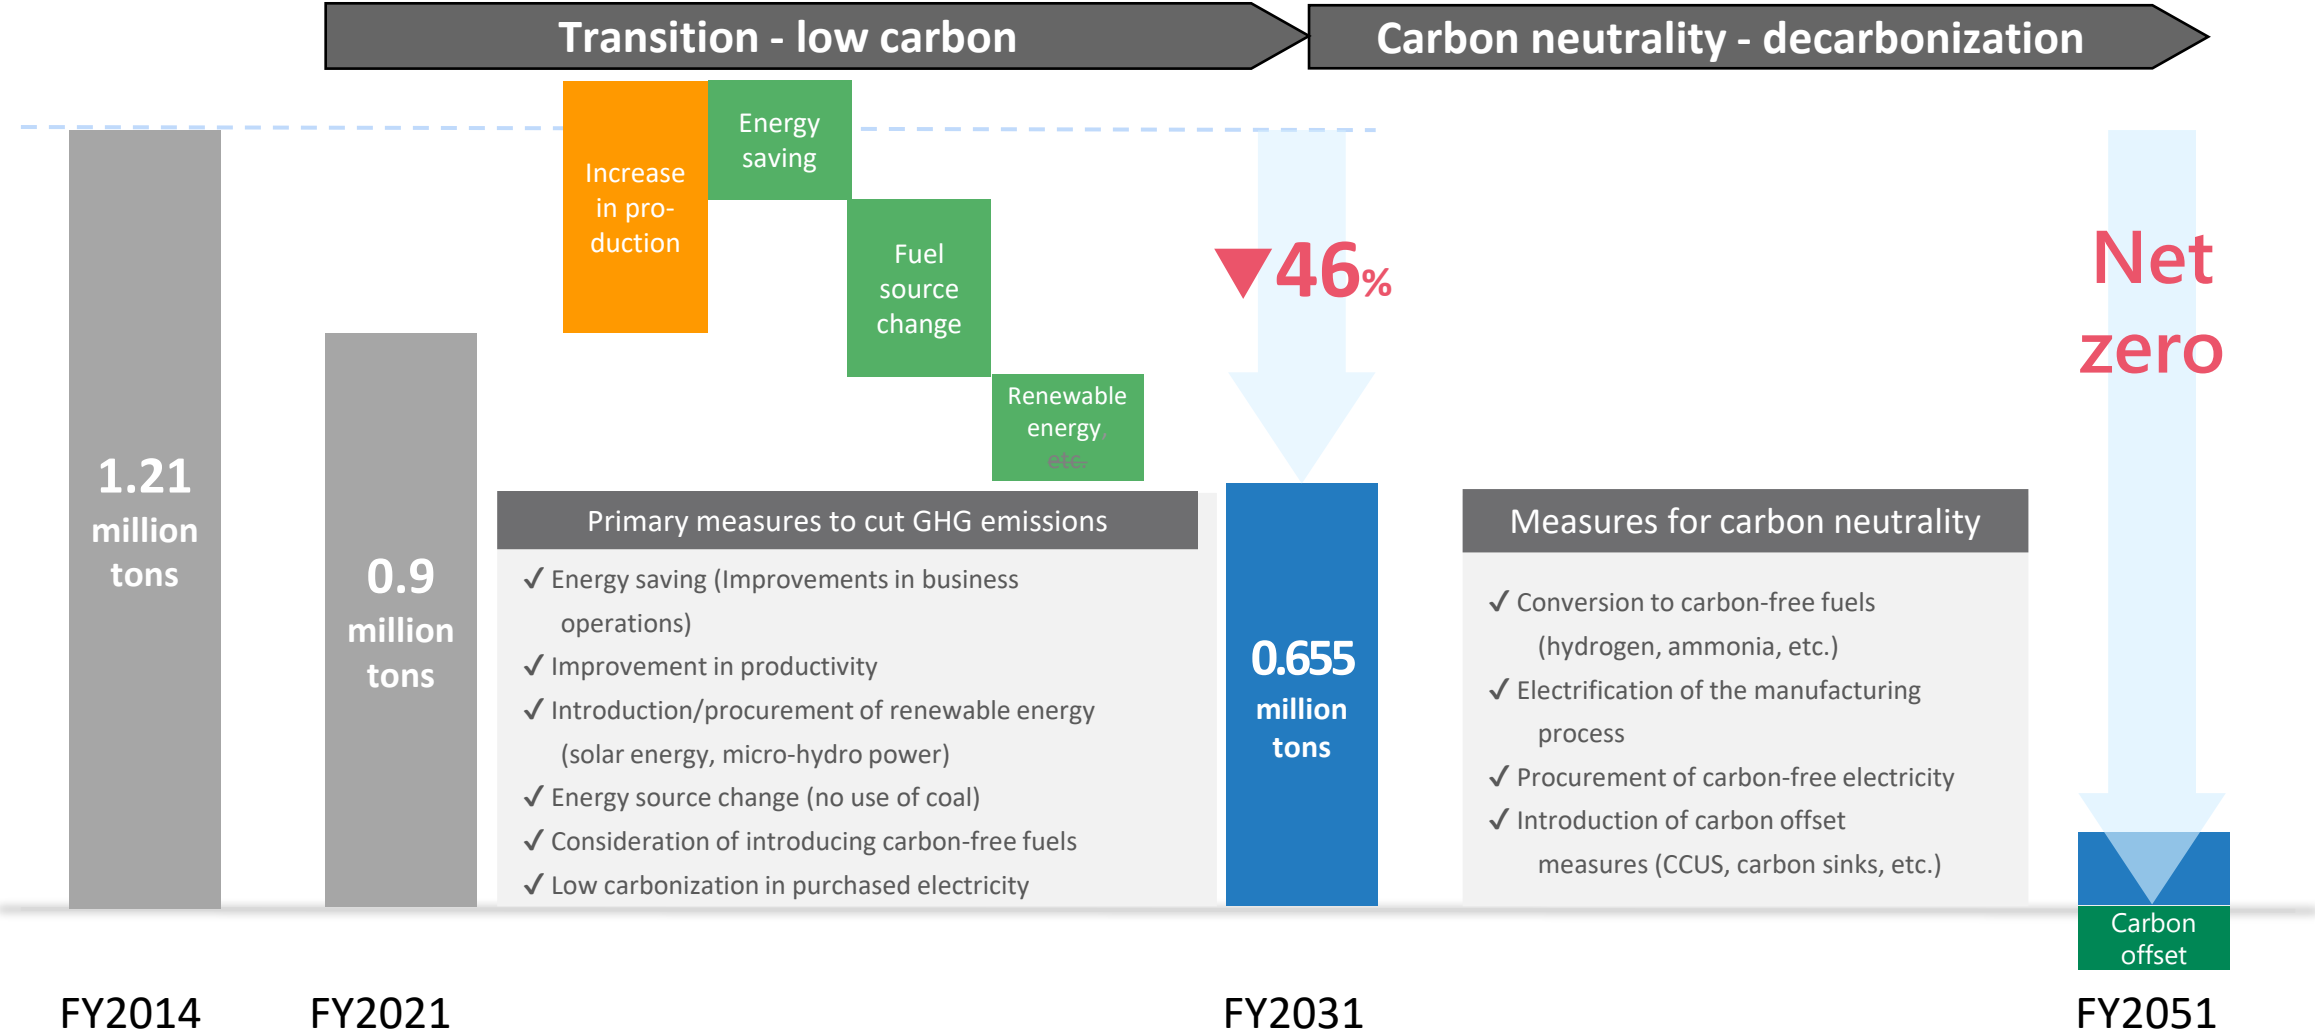 Transition - low carbon
Carbon neutrality - decarbonization
Increase
in pro-
duction
Energy
saving
Fuel
source
change
Renewable
energy
etc.
▼46%
Net
zero
1.21
million
tons
0.9
million
tons
Primary measures to cut GHG emissions
✓ Energy saving (Improvements in business
operations)
✓ Improvement in productivity
✓ Introduction/procurement of renewable energy
(solar energy, micro-hydro power)
✓ Energy source change (no use of coal)
✓ Consideration of introducing carbon-free fuels
✓ Low carbonization in purchased electricity
0.655
million
tons
Measures for carbon neutrality
✓ Conversion to carbon-free fuels
(hydrogen, ammonia, etc.)
✓ Electrification of the manufacturing
process
✓ Procurement of carbon-free electricity
✓ Introduction of carbon offset
measures (CCUS, carbon sinks, etc.)
Carbon
offset
FY2014
FY2021
FY2031
FY2051